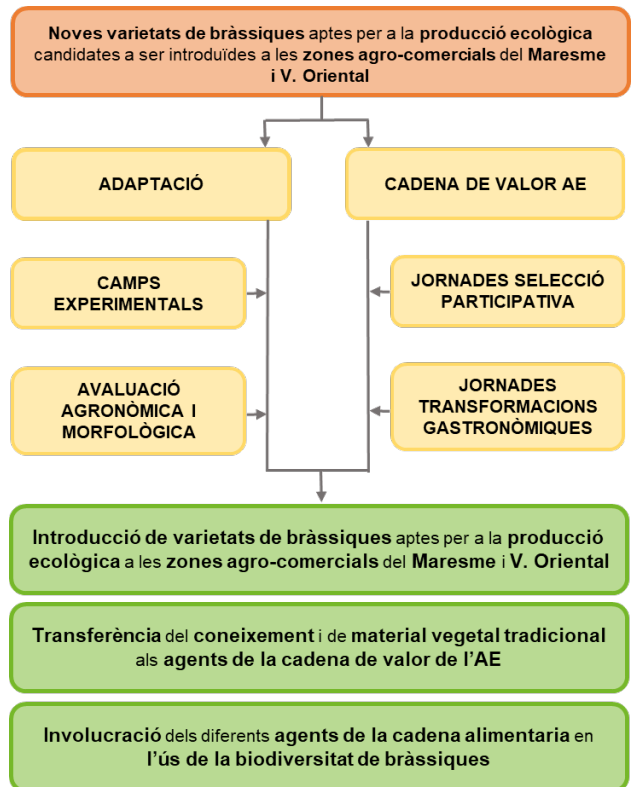 Noves varietats de bràssiques aptes per a la producció ecològica
candidates a ser introduïdes a les zones agro-comercials del Maresme
i V. Oriental
ADAPTACIÓ
CADENA DE VALOR AE
CAMPS
EXPERIMENTALS
JORNADES SELECCIÓ
PARTICIPATIVA
AVALUACIÓ
AGRONÒMICA I
MORFOLÒGICA
JORNADES
TRANSFORMACIONS
GASTRONÒMIQUES
Introducció de varietats de bràssiques aptes per a la producció
ecològica a les zones agro-comercials del Maresme i V. Oriental
Transferència del coneixement i de material vegetal tradicional
als agents de la cadena de valor de l'AE
Involucració dels diferents agents de la cadena alimentaria en
l'ús de la biodiversitat de bràssiques